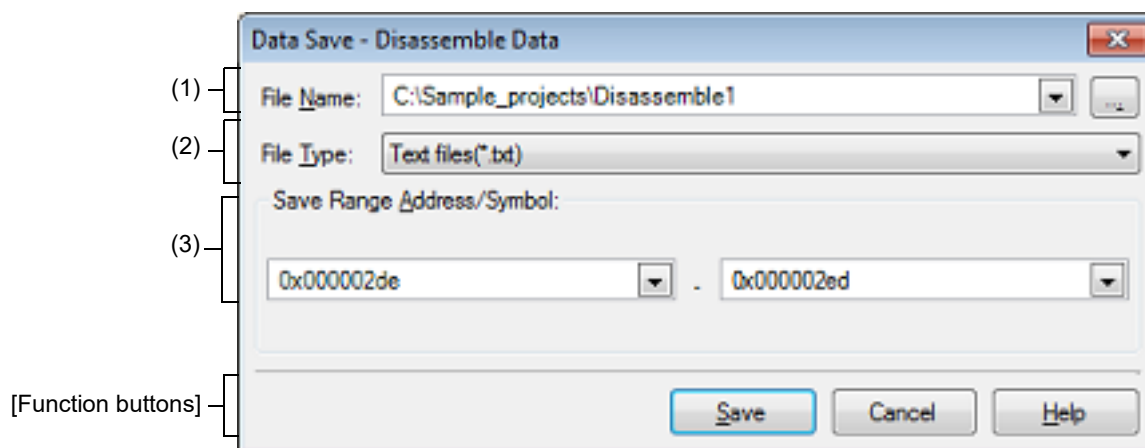 Data Save - Disassemble Data
(1)
File Name: C:\Sample_projects\Disassemble1 ...
(2)
File Type: Text files(*.txt)
Save Range Address/Symbol:
(3)
0x000002de - 0x000002ed
[Function buttons] Save Cancel Help